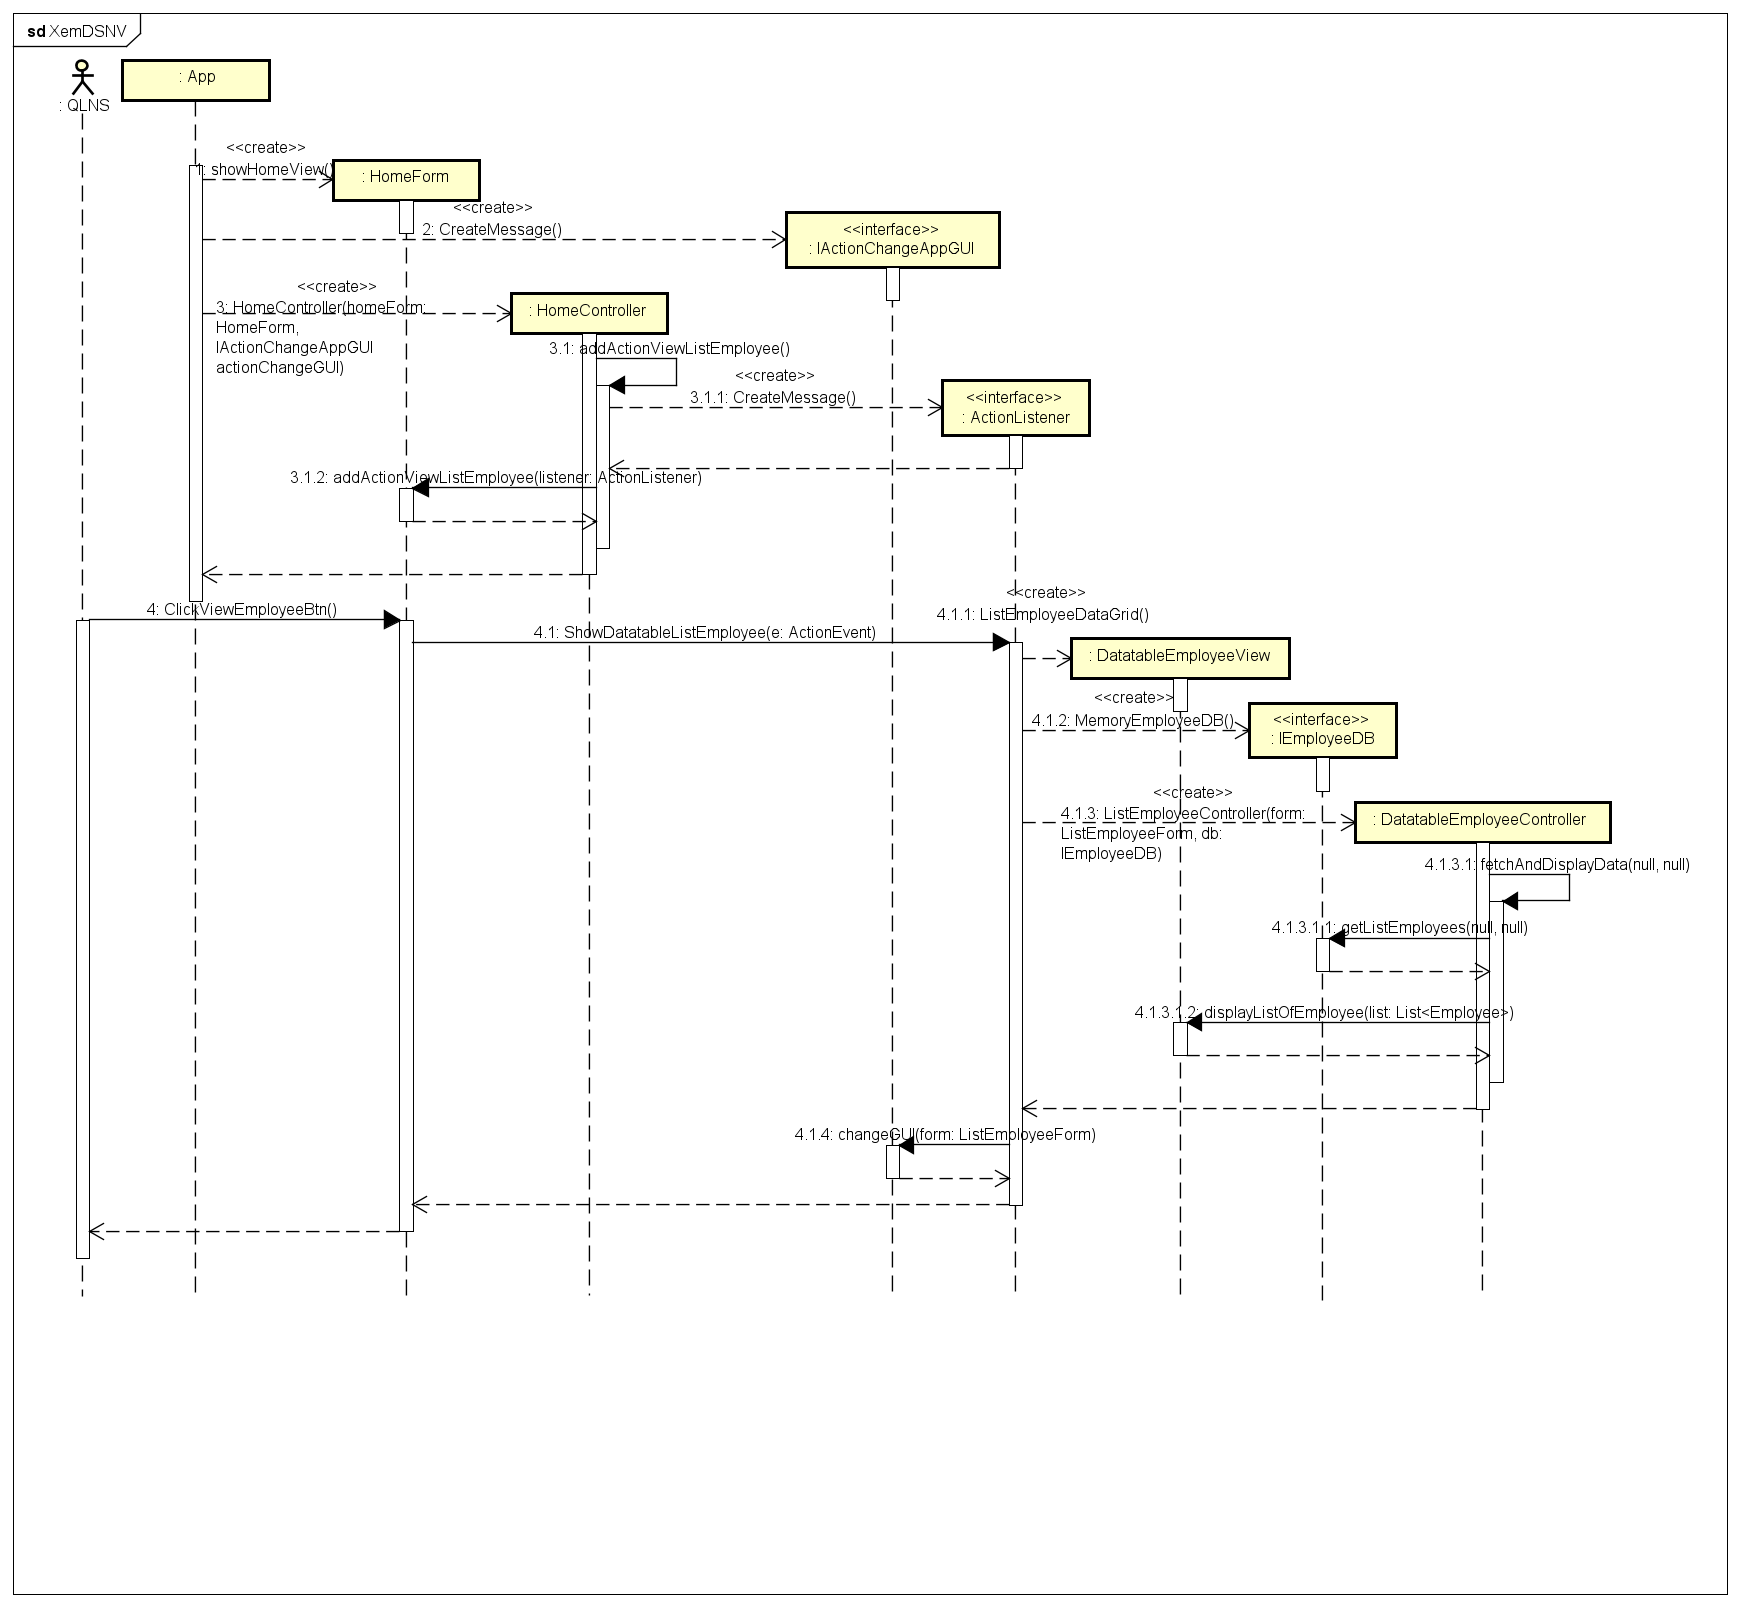 sd XemDSNV
: QLNS
: App
<<create>>
1: showHomeView()
: HomeForm
<<create>>
2: CreateMessage()
<<interface>>
: IActionChangeAppGUI
<<create>>
3: HomeController(homeForm:
HomeForm,
IActionChangeAppGUI
actionChangeGUI)
: HomeController
3.1: addActionViewListEmployee()
<<create>>
3.1.1: CreateMessage()
<<interface>>
: ActionListener
3.1.2: addActionViewListEmployee(listener: ActionListener)
4: ClickViewEmployeeBtn()
4.1: ShowDatatableListEmployee(e: ActionEvent)
<<create>>
4.1.1: ListEmployeeDataGrid()
: DatatableEmployeeView
<<create>>
4.1.2: MemoryEmployeeDB()
<<interface>>
: IEmployeeDB
<<create>>
4.1.3: ListEmployeeController(form:
ListEmployeeForm, db:
IEmployeeDB)
: DatatableEmployeeController
4.1.3.1: fetchAndDisplayData(null, null)
4.1.3.1.1: getListEmployees(null, null)
4.1.3.1.2: displayListOfEmployee(list: List<Employee>)
4.1.4: changeGUI(form: ListEmployeeForm)